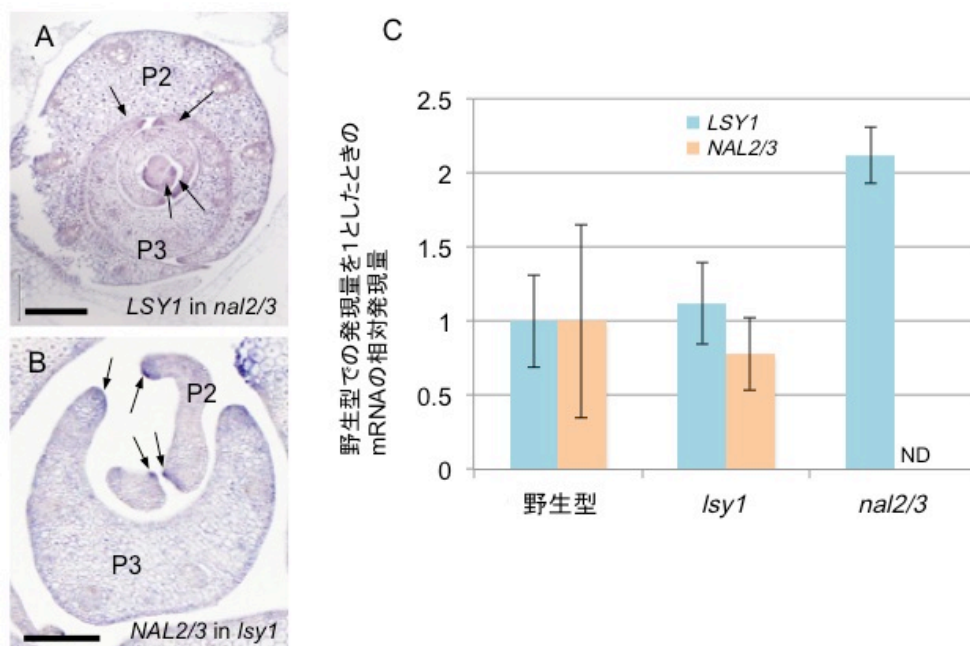 A
P2
P3
LSY1 in nal2/3
B
P2
P3
NAL2/3 in lsy1
C
野生型での発現量を1としたときの
mRNAの相対発現量
2.5
2
1.5
1
0.5
0
LSY1
NAL2/3
ND
野生型
lsy1
nal2/3